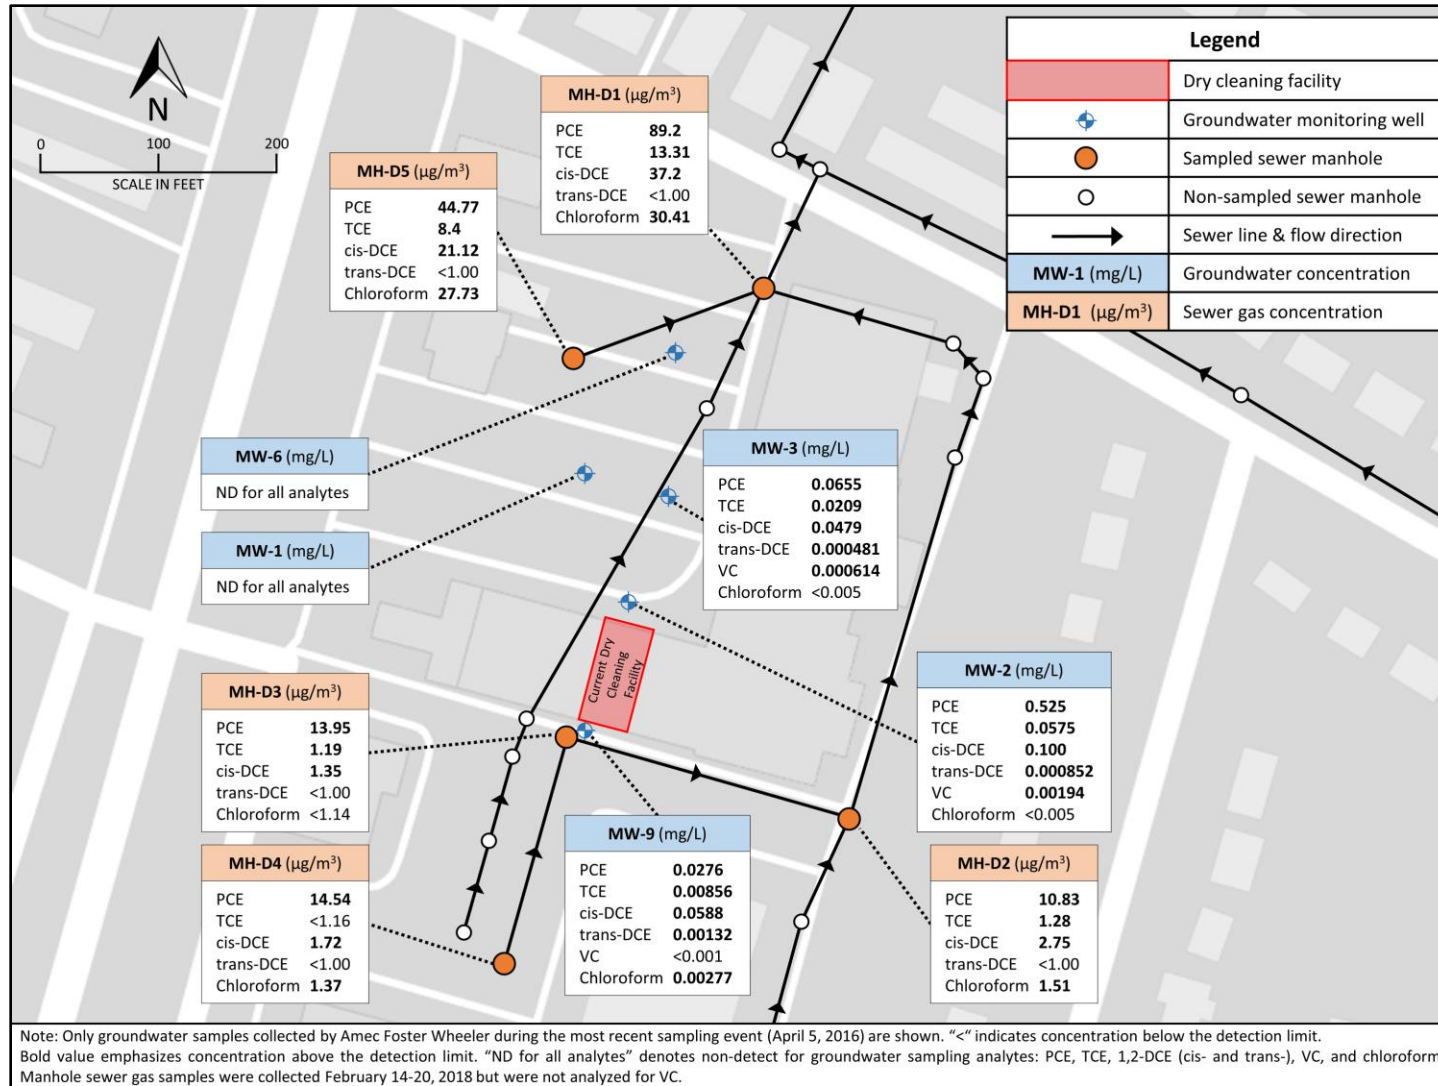 N
0 100 200
SCALE IN FEET
MH-D1 (µg/m³)
PCE 89.2
TCE 13.31
cis-DCE 37.2
trans-DCE <1.00
Chloroform 30.41
MH-D5 (µg/m³)
PCE 44.77
TCE 8.4
cis-DCE 21.12
trans-DCE <1.00
Chloroform 27.73
Legend
Dry cleaning facility
Groundwater monitoring well
Sampled sewer manhole
Non-sampled sewer manhole
Sewer line & flow direction
MW-1 (mg/L) Groundwater concentration
MH-D1 (µg/m³) Sewer gas concentration
MW-6 (mg/L)
ND for all analytes
MW-1 (mg/L)
ND for all analytes
MW-3 (mg/L)
PCE 0.0655
TCE 0.0209
cis-DCE 0.0479
trans-DCE 0.000481
VC 0.000614
Chloroform <0.005
Current Dry
Cleaning
Facility
MH-D3 (µg/m³)
PCE 13.95
TCE 1.19
cis-DCE 1.35
trans-DCE <1.00
Chloroform <1.14
MW-2 (mg/L)
PCE 0.525
TCE 0.0575
cis-DCE 0.100
trans-DCE 0.000852
VC 0.00194
Chloroform <0.005
MH-D4 (µg/m³)
PCE 14.54
TCE <1.16
cis-DCE 1.72
trans-DCE <1.00
Chloroform 1.37
MW-9 (mg/L)
PCE 0.0276
TCE 0.00856
cis-DCE 0.0588
trans-DCE 0.00132
VC <0.001
Chloroform 0.00277
MH-D2 (µg/m³)
PCE 10.83
TCE 1.28
cis-DCE 2.75
trans-DCE <1.00
Chloroform 1.51
Note: Only groundwater samples collected by Amec Foster Wheeler during the most recent sampling event (April 5, 2016) are shown. “<“ indicates concentration below the detection limit.
Bold value emphasizes concentration above the detection limit. “ND for all analytes” denotes non-detect for groundwater sampling analytes: PCE, TCE, 1,2-DCE (cis- and trans-), VC, and chloroform
Manhole sewer gas samples were collected February 14-20, 2018 but were not analyzed for VC.